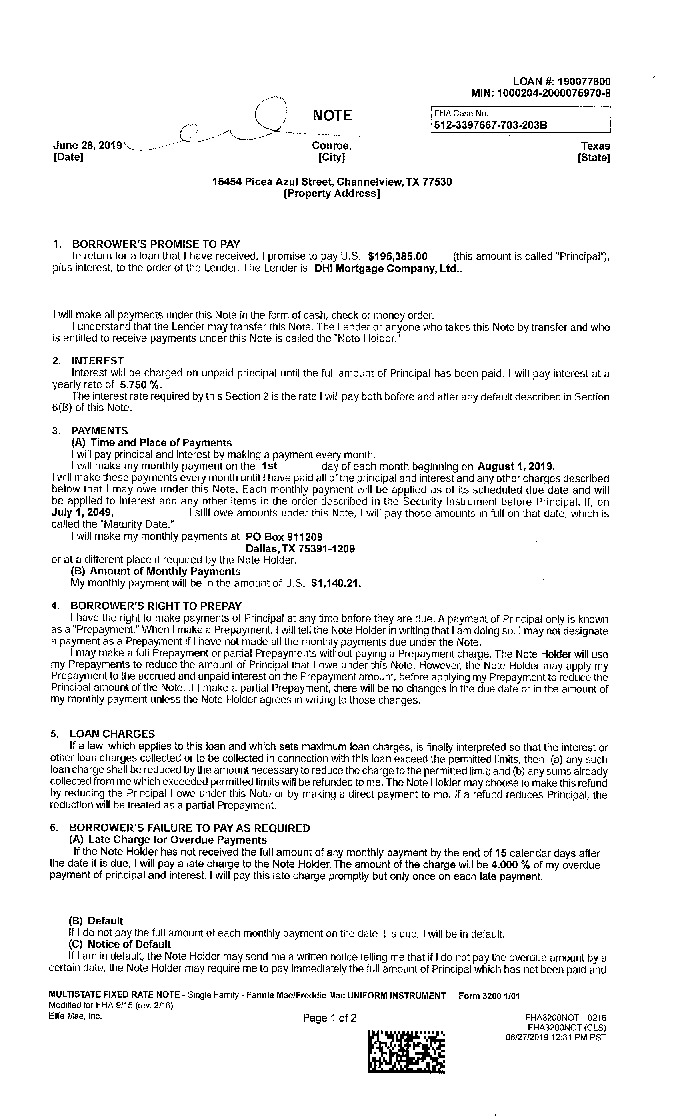 LOAN #: 190077800
MIN: 1000204-2000076970-8
NOTE
FHA Case No.
512-3397667-703-203B
June 28, 2019
Conroe,
Texas
[Date]
[City]
[State]
15454 Picea Azul Street, Channelview, TX 77530
[Property Address]
1. BORROWER'S PROMISE TO PAY
In return for a loan that I have received, I promise to pay U.S. $196,385.00 (this amount is called "Principal"),
plus interest, to the order of the Lender. The Lender is DHI Mortgage Company, Ltd..
I will make all payments under this Note in the form of cash, check or money order.
I understand that the Lender may transfer this Note. The Lender or anyone who takes this Note by transfer and who
is entitled to receive payments under this Note is called the "Note Holder."
2. INTEREST
Interest will be charged on unpaid principal until the full amount of Principal has been paid. I will pay interest at a
yearly rate of 5.750 %.
The interest rate required by this Section 2 is the rate I will pay both before and after any default described in Section
6(B) of this Note.
3. PAYMENTS
(A) Time and Place of Payments
I will pay principal and interest by making a payment every month.
I will make my monthly payment on the 1st day of each month beginning on August 1, 2019.
I will make these payments every month until I have paid all of the principal and interest and any other charges described
below that I may owe under this Note. Each monthly payment will be applied as of its scheduled due date and will
be applied to interest and any other items in the order described in the Security Instrument before Principal. If, on
July 1, 2049, I still owe amounts under this Note, I will pay those amounts in full on that date, which is
called the "Maturity Date."
I will make my monthly payments at PO Box 911209
Dallas, TX 75391-1209
or at a different place if required by the Note Holder.
(B) Amount of Monthly Payments
My monthly payment will be in the amount of U.S. $1,140.21.
4. BORROWER'S RIGHT TO PREPAY
I have the right to make payments of Principal at any time before they are due. A payment of Principal only is known
as a "Prepayment." When I make a Prepayment, I will tell the Note Holder in writing that I am doing so. I may not designate
a payment as a Prepayment if I have not made all the monthly payments due under the Note.
I may make a full Prepayment or partial Prepayments without paying a Prepayment charge. The Note Holder will use
my Prepayments to reduce the amount of Principal that I owe under this Note. However, the Note Holder may apply my
Prepayment to the accrued and unpaid interest on the Prepayment amount, before applying my Prepayment to reduce the
Principal amount of the Note. If I make a partial Prepayment, there will be no changes in the due date or in the amount of
my monthly payment unless the Note Holder agrees in writing to those changes.
5. LOAN CHARGES
If a law, which applies to this loan and which sets maximum loan charges, is finally interpreted so that the interest or
other loan charges collected or to be collected in connection with this loan exceed the permitted limits, then: (a) any such
loan charge shall be reduced by the amount necessary to reduce the charge to the permitted limit; and (b) any sums already
collected from me which exceeded permitted limits will be refunded to me. The Note Holder may choose to make this refund
by reducing the Principal I owe under this Note or by making a direct payment to me. If a refund reduces Principal, the
reduction will be treated as a partial Prepayment.
6. BORROWER'S FAILURE TO PAY AS REQUIRED
(A) Late Charge for Overdue Payments
If the Note Holder has not received the full amount of any monthly payment by the end of 15 calendar days after
the date it is due, I will pay a late charge to the Note Holder. The amount of the charge will be 4.000 % of my overdue
payment of principal and interest. I will pay this late charge promptly but only once on each late payment.
(B) Default
If I do not pay the full amount of each monthly payment on the date it is due, I will be in default.
(C) Notice of Default
If I am in default, the Note Holder may send me a written notice telling me that if I do not pay the overdue amount by a
certain date, the Note Holder may require me to pay immediately the full amount of Principal which has not been paid and
MULTISTATE FIXED RATE NOTE - Single Family - Fannie Mae/Freddie Mac UNIFORM INSTRUMENT Form 3200 1/01
Modified for FHA 9/15 (rev. 2/16)
Ellie Mae, Inc.
Page 1 of 2
FHA3200NOT 0216
FHA3200NOT (CLS)
06/27/2019 12:31 PM PST